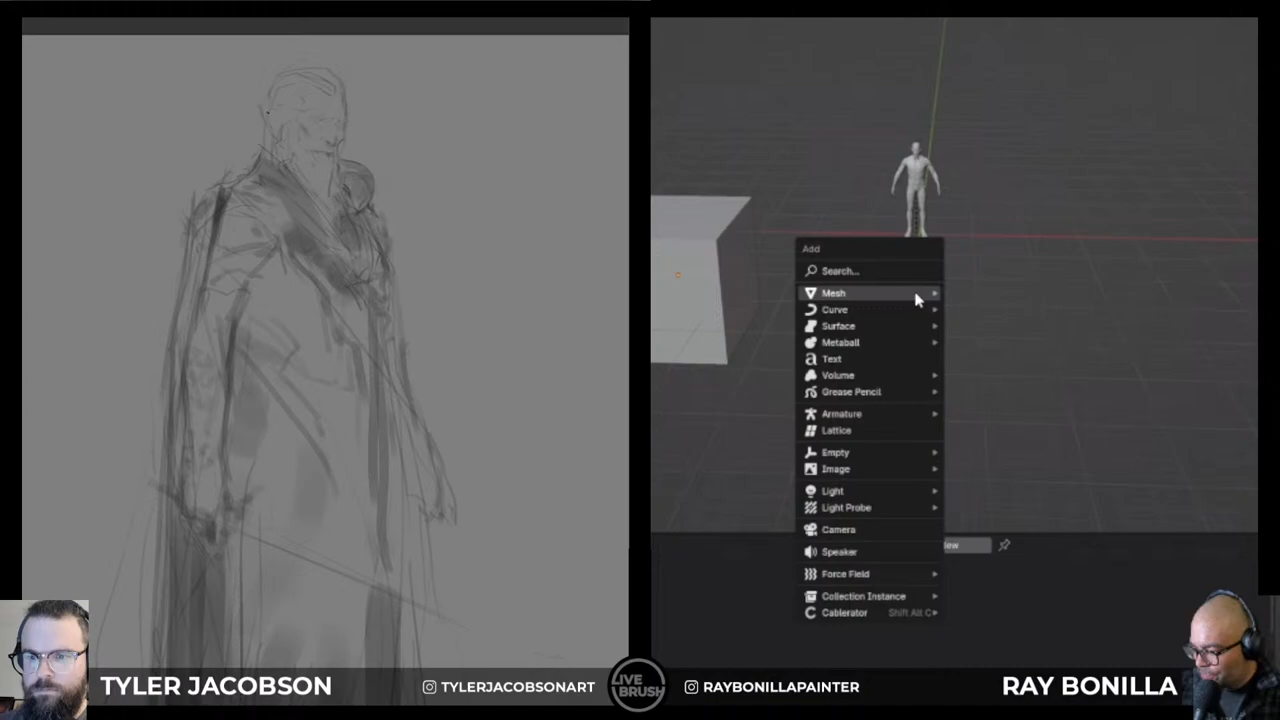 Add
Search...
Mesh
Curve
Surface
Metaball
Text
Volume
Grease Pencil
Armature
Lattice
Empty
Image
Light
Light Probe
Camera
Speaker
Force Field
Collection Instance
Cablerator Shift Alt C
TYLER JACOBSON
TYLERJACOBSONART
LIVE
BRUSH
RAYBONILLAPAINTER
RAY BONILLA